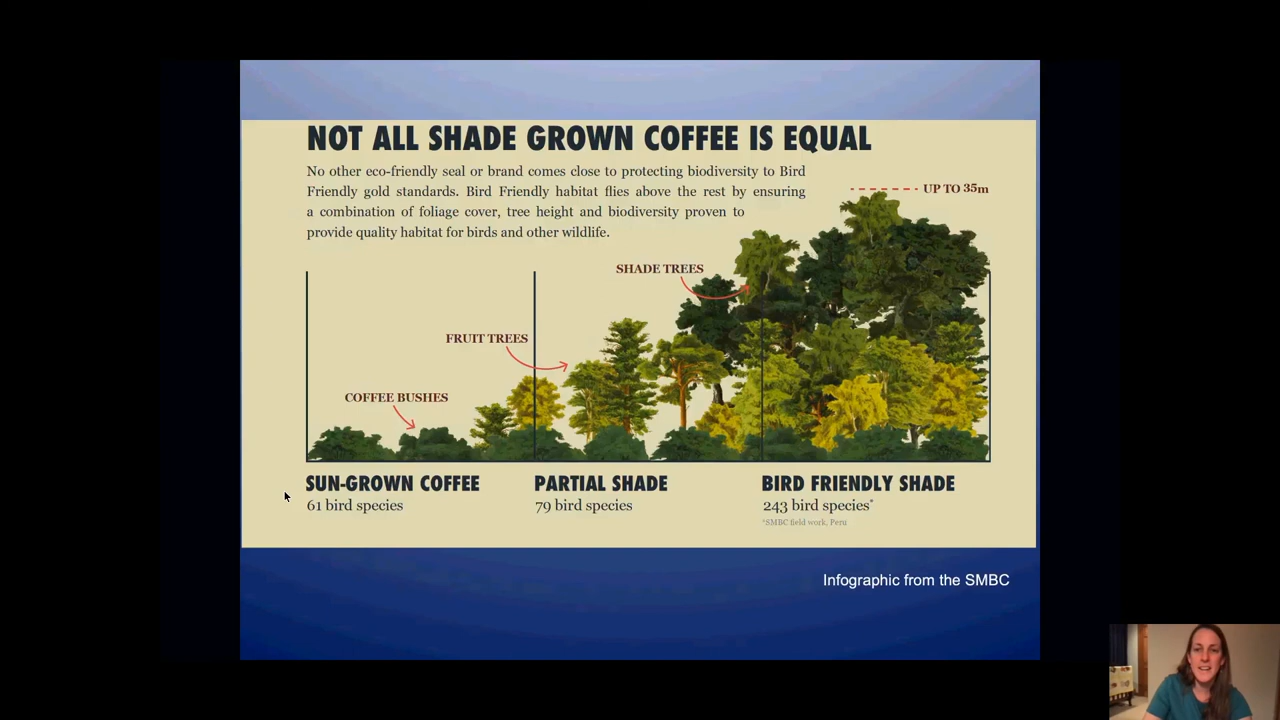 NOT ALL SHADE GROWN COFFEE IS EQUAL
No other eco-friendly seal or brand comes close to protecting biodiversity to Bird
Friendly gold standards. Bird Friendly habitat flies above the rest by ensuring
a combination of foliage cover, tree height and biodiversity proven to
provide quality habitat for birds and other wildlife.
UP TO 35m
SHADE TREES
FRUIT TREES
COFFEE BUSHES
SUN-GROWN COFFEE
61 bird species
PARTIAL SHADE
79 bird species
BIRD FRIENDLY SHADE
243 bird species*
*SMBC field work, Peru
Infographic from the SMBC